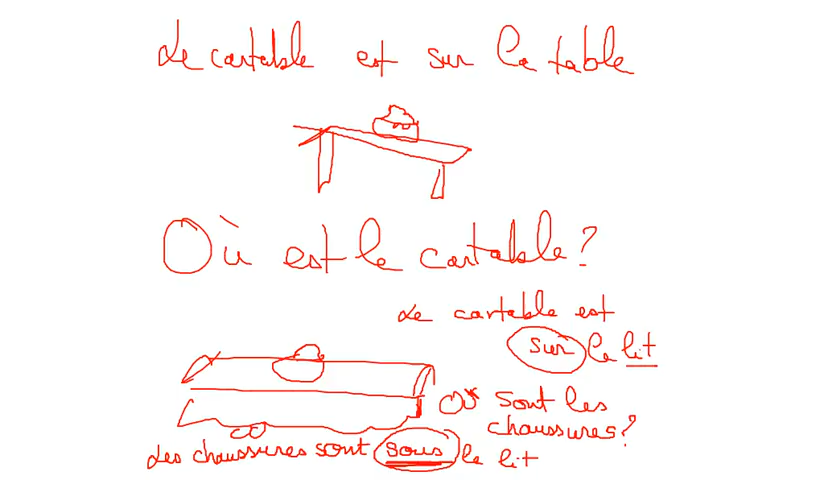 Le cartable est sur la table
Où est le cartable?
Le cartable est
sur le lit
Où sont les
chaussures?
Les chaussures sont sous le lit